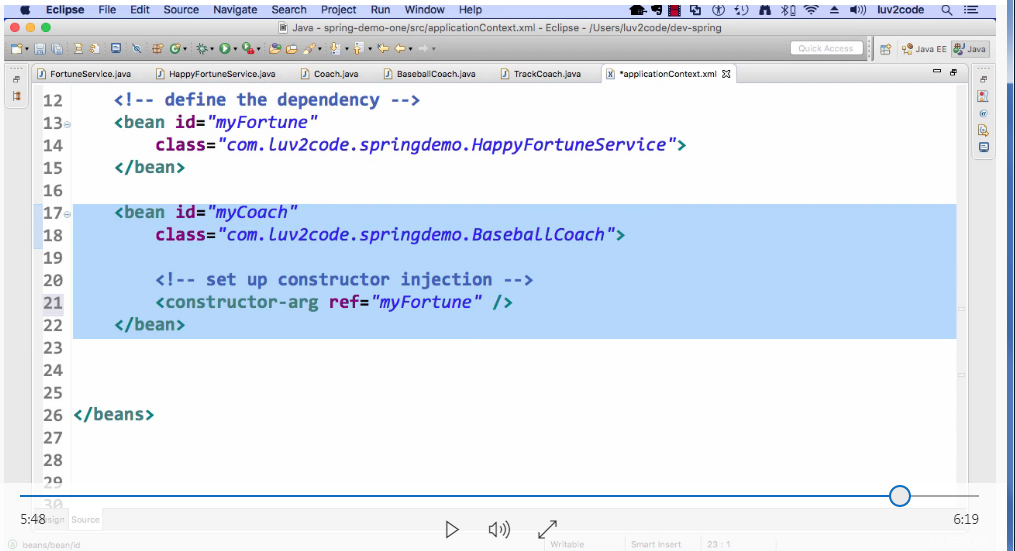 Eclipse File Edit Source Navigate Search Project Run Window Help luv2code
Java - spring-demo-one/src/applicationContext.xml - Eclipse - /Users/luv2code/dev-spring
Quick Access Java EE Java
FortuneService.java HappyFortuneService.java Coach.java BaseballCoach.java TrackCoach.java *applicationContext.xml
12 <!-- define the dependency -->
13 <bean id="myFortune"
14 class="com.luv2code.springdemo.HappyFortuneService">
15 </bean>
16
17 <bean id="myCoach"
18 class="com.luv2code.springdemo.BaseballCoach">
19
20 <!-- set up constructor injection -->
21 <constructor-arg ref="myFortune" />
22 </bean>
23
24
25
26 </beans>
27
28
29
30
5:48 Source 6:19
beans/bean/id Writable Smart Insert 23 : 1